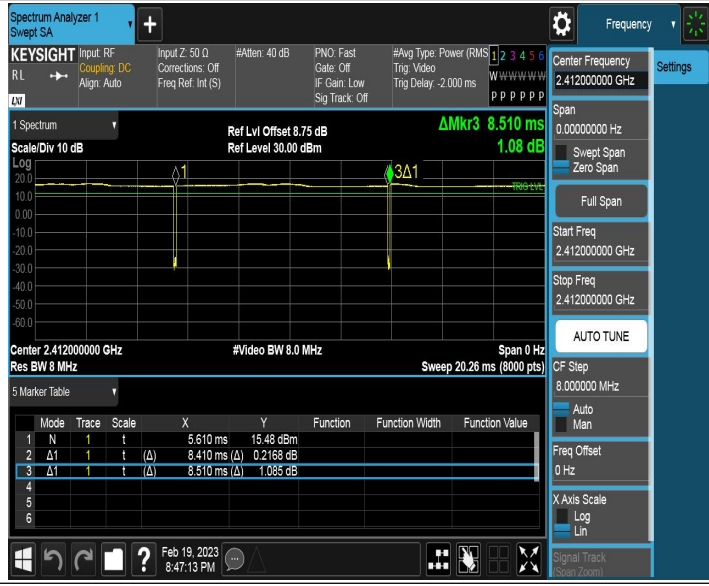 Spectrum Analyzer 1
Swept SA
+
Frequency
KEYSIGHT Input: RF Input Z: 50 Ω #Atten: 40 dB PNO: Fast #Avg Type: Power (RMS 1 2 3 4 5 6
RL Coupling: DC Corrections: Off Gate: Off Trig: Video W W W W W W
Align: Auto Freq Ref: Int (S) IF Gain: Low Trig Delay: -2.000 ms
LXI Sig Track: Off P P P P P P
Center Frequency
2.412000000 GHz
Settings
Span
0.00000000 Hz
Swept Span
Zero Span
Full Span
Start Freq
2.412000000 GHz
Stop Freq
2.412000000 GHz
AUTO TUNE
CF Step
8.000000 MHz
Auto
Man
Freq Offset
0 Hz
X Axis Scale
Log
Lin
Signal Track
(Span Zoom)
1 Spectrum
Ref Lvl Offset 8.75 dB ΔMkr3 8.510 ms
Scale/Div 10 dB Ref Level 30.00 dBm 1.08 dB
Log
1 3Δ1
20.0
TRIG LVL
10.0
0.00
-10.0
-20.0
-30.0
-40.0
-50.0
-60.0
Center 2.412000000 GHz #Video BW 8.0 MHz Span 0 Hz
Res BW 8 MHz Sweep 20.26 ms (8000 pts)
5 Marker Table
Mode Trace Scale X Y Function Function Width Function Value
1 N 1 t 5.610 ms 15.48 dBm
2 Δ1 1 t (Δ) 8.410 ms (Δ) 0.2168 dB
3 Δ1 1 t (Δ) 8.510 ms (Δ) 1.085 dB
4
5
6
? Feb 19, 2023
8:47:13 PM